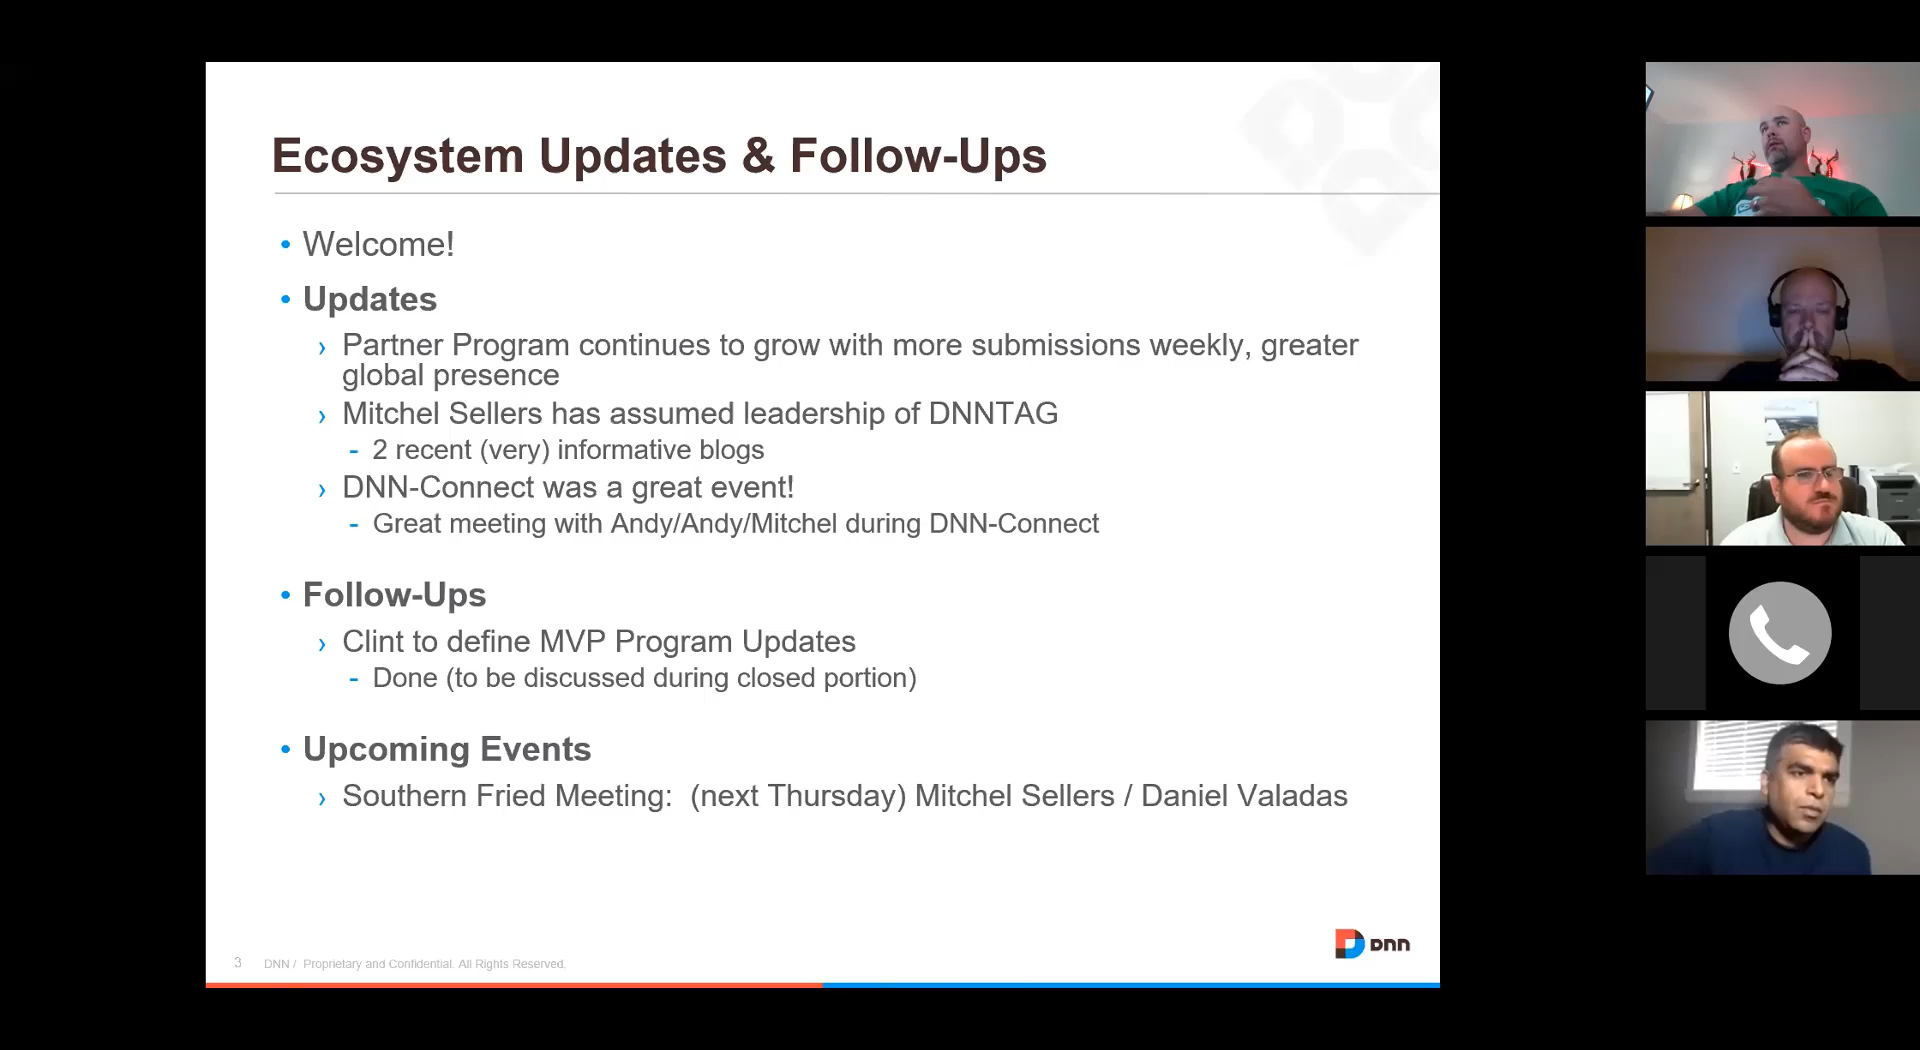 Ecosystem Updates & Follow-Ups
• Welcome!
• Updates
› Partner Program continues to grow with more submissions weekly, greater
global presence
› Mitchel Sellers has assumed leadership of DNNTAG
- 2 recent (very) informative blogs
› DNN-Connect was a great event!
- Great meeting with Andy/Andy/Mitchel during DNN-Connect
• Follow-Ups
› Clint to define MVP Program Updates
- Done (to be discussed during closed portion)
• Upcoming Events
› Southern Fried Meeting:  (next Thursday) Mitchel Sellers / Daniel Valadas
dnn
3 DNN / Proprietary and Confidential. All Rights Reserved.